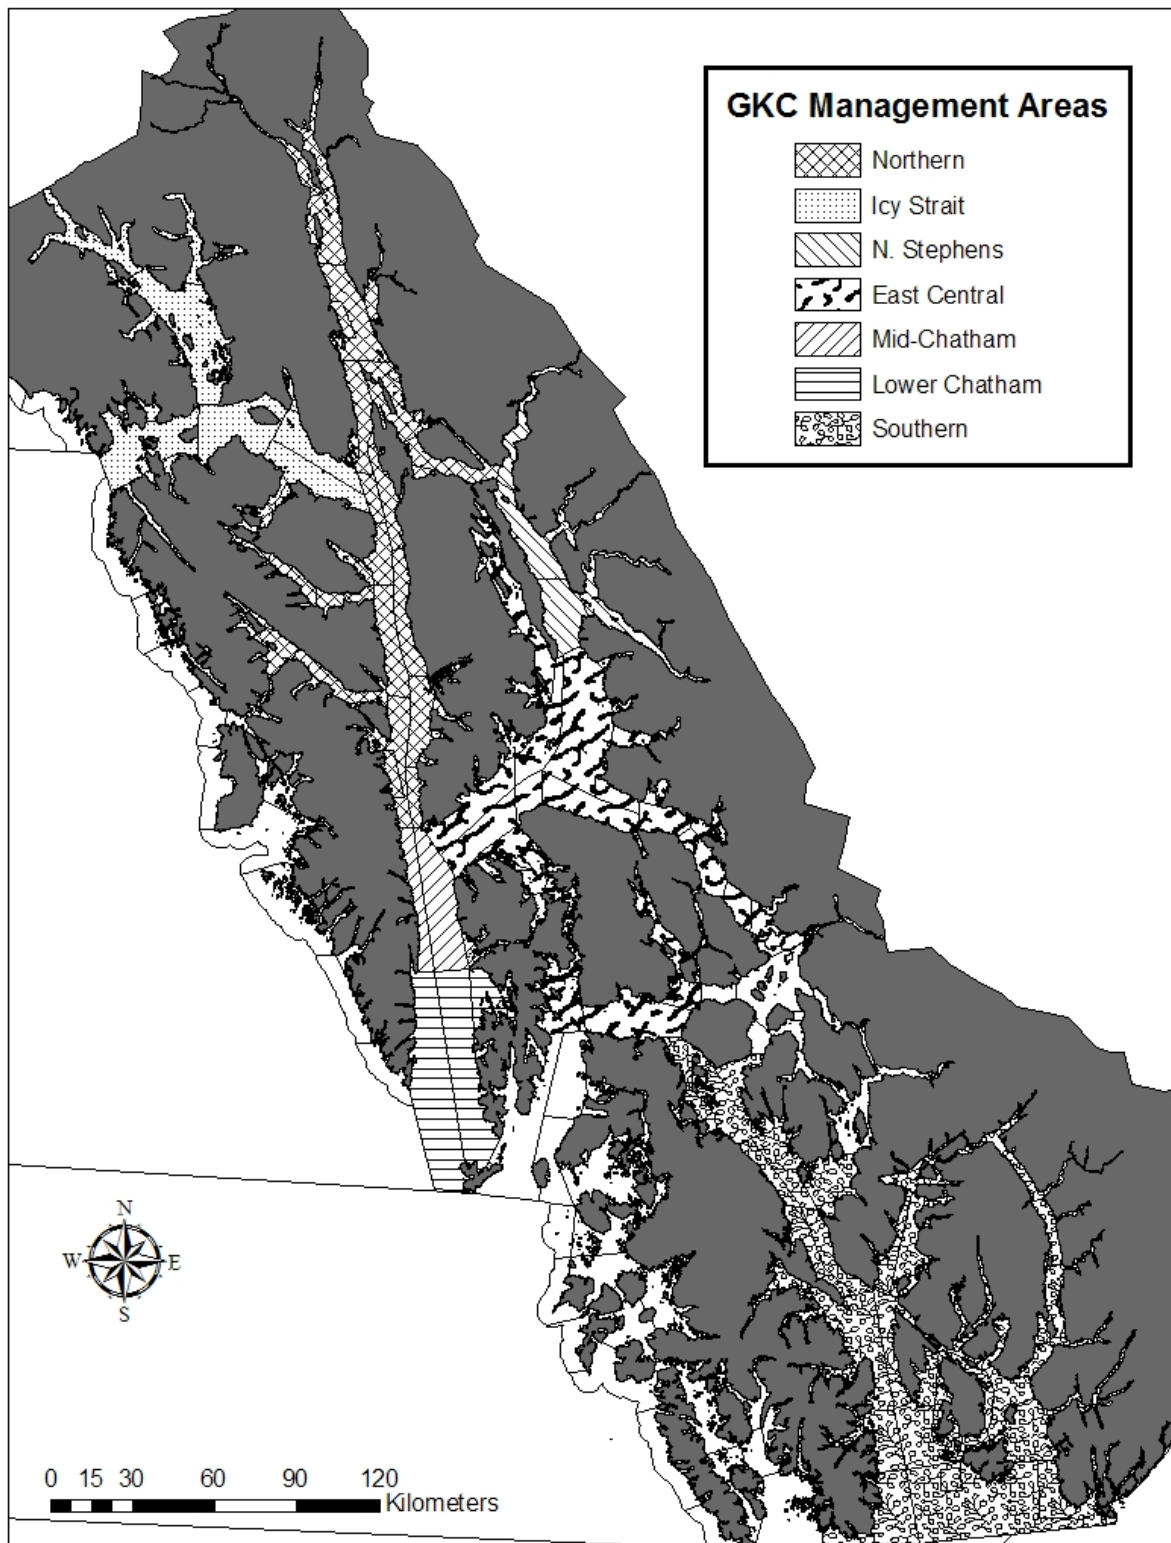 GKC Management Areas
Northern
Icy Strait
N. Stephens
East Central
Mid-Chatham
Lower Chatham
Southern
N
W E
S
0 15 30 60 90 120
Kilometers